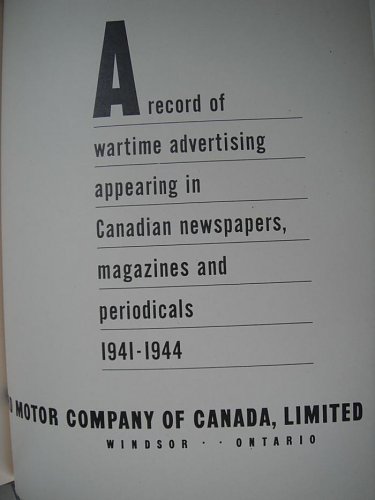 A record of
wartime advertising
appearing in
Canadian newspapers,
magazines and
periodicals
1941-1944
D MOTOR COMPANY OF CANADA, LIMITED
WINDSOR · · ONTARIO